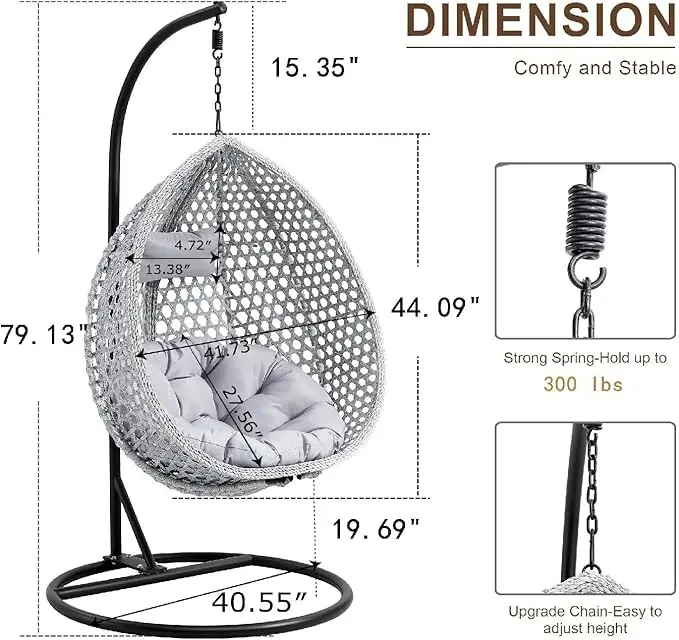 DIMENSION
Comfy and Stable
15.35"
4.72"
13.38"
79.13"
44.09"
41.73"
27.56"
Strong Spring-Hold up to
300 lbs
19.69"
40.55"
Upgrade Chain-Easy to
adjust height